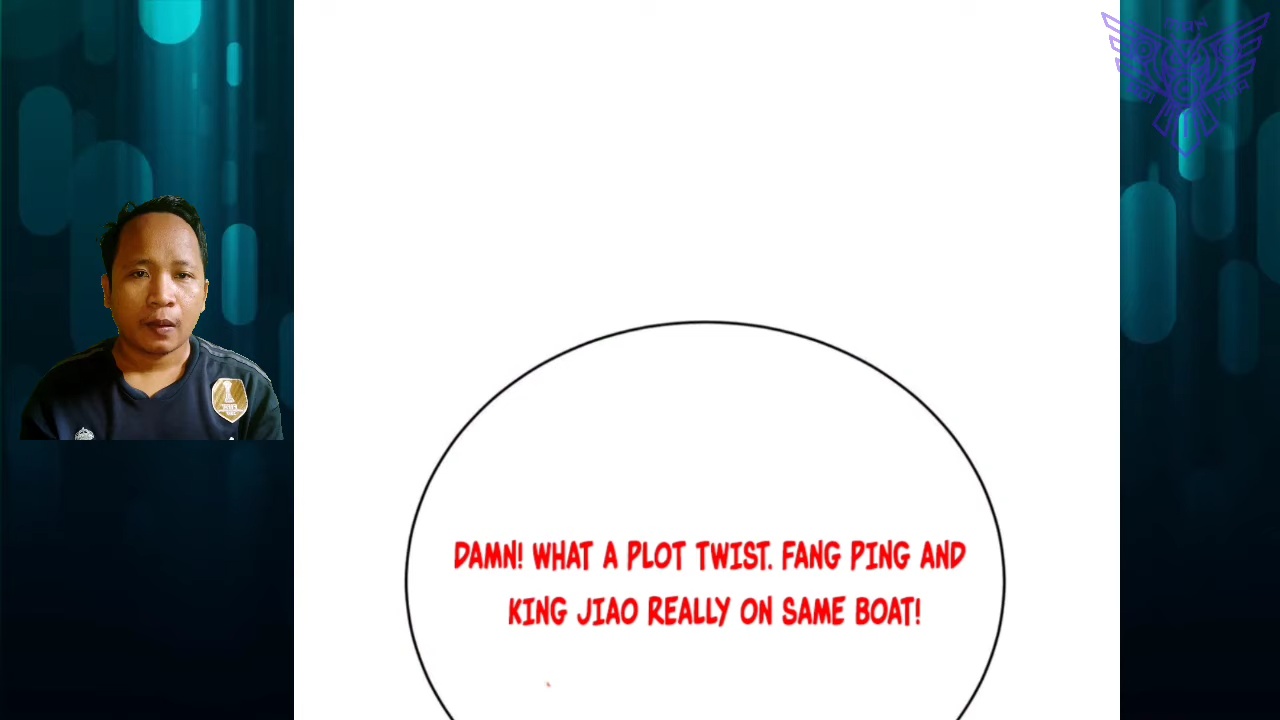 DAMN! WHAT A PLOT TWIST. FANG PING AND
KING JIAO REALLY ON SAME BOAT!